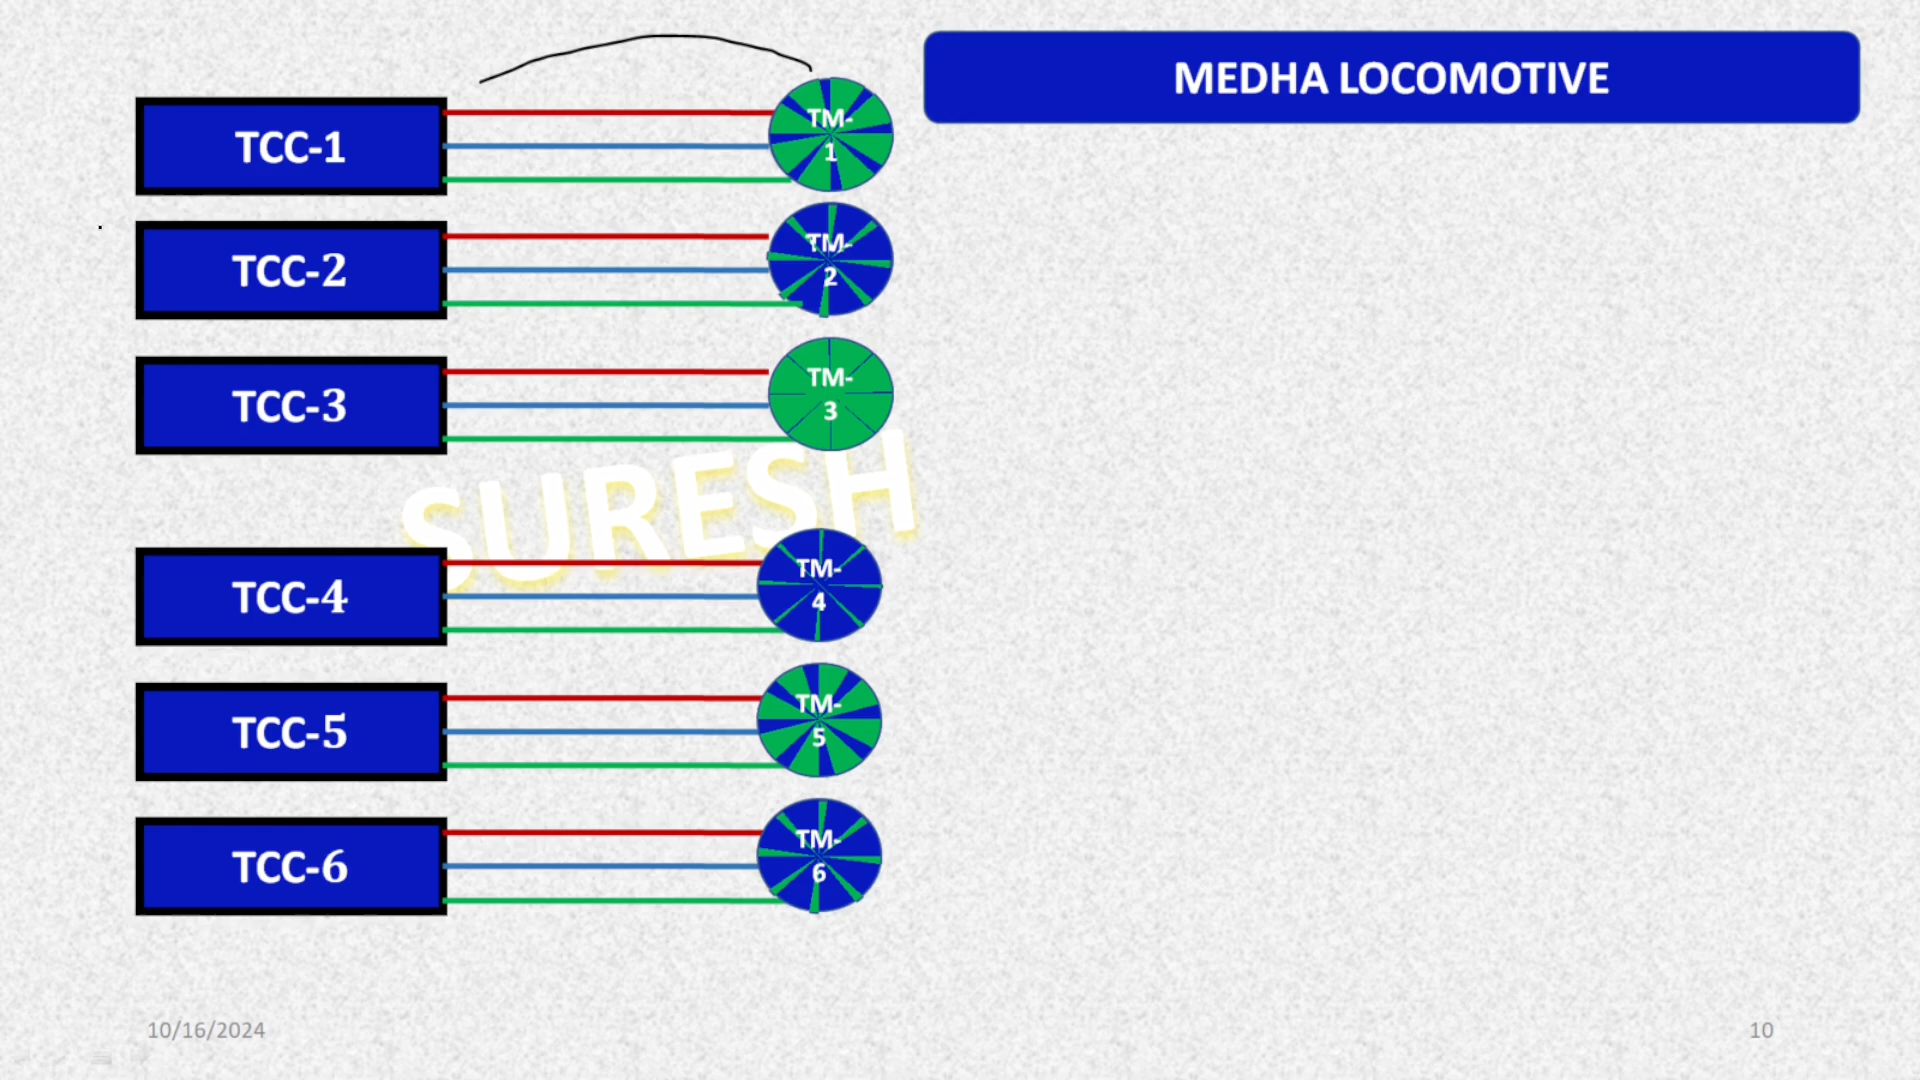 MEDHA LOCOMOTIVE
TCC-1
TM-
1
TCC-2
TM-
2
TCC-3
TM-
3
SURESH
TCC-4
TM-
4
TCC-5
TM-
5
TCC-6
TM-
6
10/16/2024
10